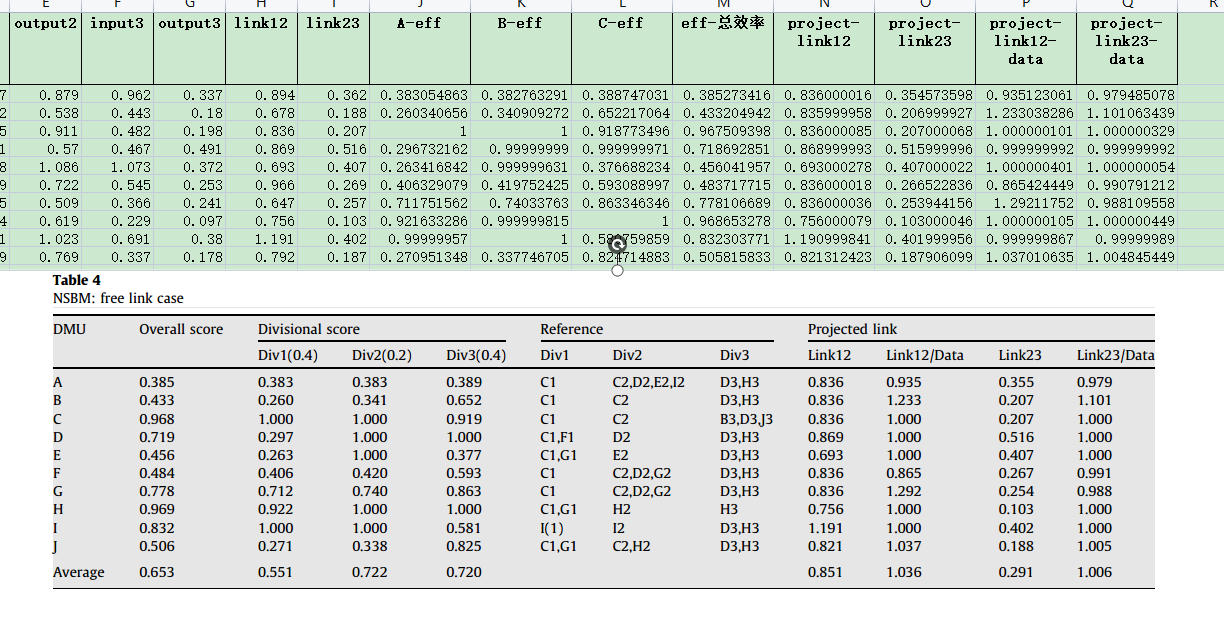 E F G H I J K L M N O P Q R
output2 input3 output3 link12 link23 A-eff B-eff C-eff eff-总效率 project-link12 project-link23 project-link12-data project-link23-data
7 0.879 0.962 0.337 0.894 0.362 0.383054863 0.382763291 0.388747031 0.385273416 0.836000016 0.354573598 0.935123061 0.979485078
2 0.538 0.443 0.18 0.678 0.188 0.260340656 0.340909272 0.652217064 0.433204942 0.835999958 0.206999927 1.233038286 1.101063439
5 0.911 0.482 0.198 0.836 0.207 1 1 0.918773496 0.967509398 0.836000085 0.207000068 1.000000101 1.000000329
1 0.57 0.467 0.491 0.869 0.516 0.296732162 0.99999999 0.999999971 0.718692851 0.868999993 0.515999996 0.999999992 0.999999992
8 1.086 1.073 0.372 0.693 0.407 0.263416842 0.999999631 0.376688234 0.456041957 0.693000278 0.407000022 1.000000401 1.000000054
9 0.722 0.545 0.253 0.966 0.269 0.406329079 0.419752425 0.593088997 0.483717715 0.836000018 0.266522836 0.865424449 0.990791212
5 0.509 0.366 0.241 0.647 0.257 0.711751562 0.74033763 0.863346346 0.778106689 0.836000036 0.253944156 1.29211752 0.988109558
4 0.619 0.229 0.097 0.756 0.103 0.921633286 0.999999815 1 0.968653278 0.756000079 0.103000046 1.000000105 1.000000449
1 1.023 0.691 0.38 1.191 0.402 0.99999957 1 0.832303771 1.190999841 0.401999956 0.999999867 0.99999989
9 0.769 0.337 0.178 0.792 0.187 0.270951348 0.337746705 0.505815833 0.821312423 0.187906099 1.037010635 1.004845449
Table 4
NSBM: free link case
DMU Overall score Divisional score Reference Projected link
Div1(0.4) Div2(0.2) Div3(0.4) Div1 Div2 Div3 Link12 Link12/Data Link23 Link23/Data
A 0.385 0.383 0.383 0.389 C1 C2,D2,E2,I2 D3,H3 0.836 0.935 0.355 0.979
B 0.433 0.260 0.341 0.652 C1 C2 D3,H3 0.836 1.233 0.207 1.101
C 0.968 1.000 1.000 0.919 C1 C2 B3,D3,J3 0.836 1.000 0.207 1.000
D 0.719 0.297 1.000 1.000 C1,F1 D2 D3,H3 0.869 1.000 0.516 1.000
E 0.456 0.263 1.000 0.377 C1,G1 E2 D3,H3 0.693 1.000 0.407 1.000
F 0.484 0.406 0.420 0.593 C1 C2,D2,G2 D3,H3 0.836 0.865 0.267 0.991
G 0.778 0.712 0.740 0.863 C1 C2,D2,G2 D3,H3 0.836 1.292 0.254 0.988
H 0.969 0.922 1.000 1.000 C1,G1 H2 H3 0.756 1.000 0.103 1.000
I 0.832 1.000 1.000 0.581 I(1) I2 D3,H3 1.191 1.000 0.402 1.000
J 0.506 0.271 0.338 0.825 C1,G1 C2,H2 D3,H3 0.821 1.037 0.188 1.005
Average 0.653 0.551 0.722 0.720 0.851 1.036 0.291 1.006